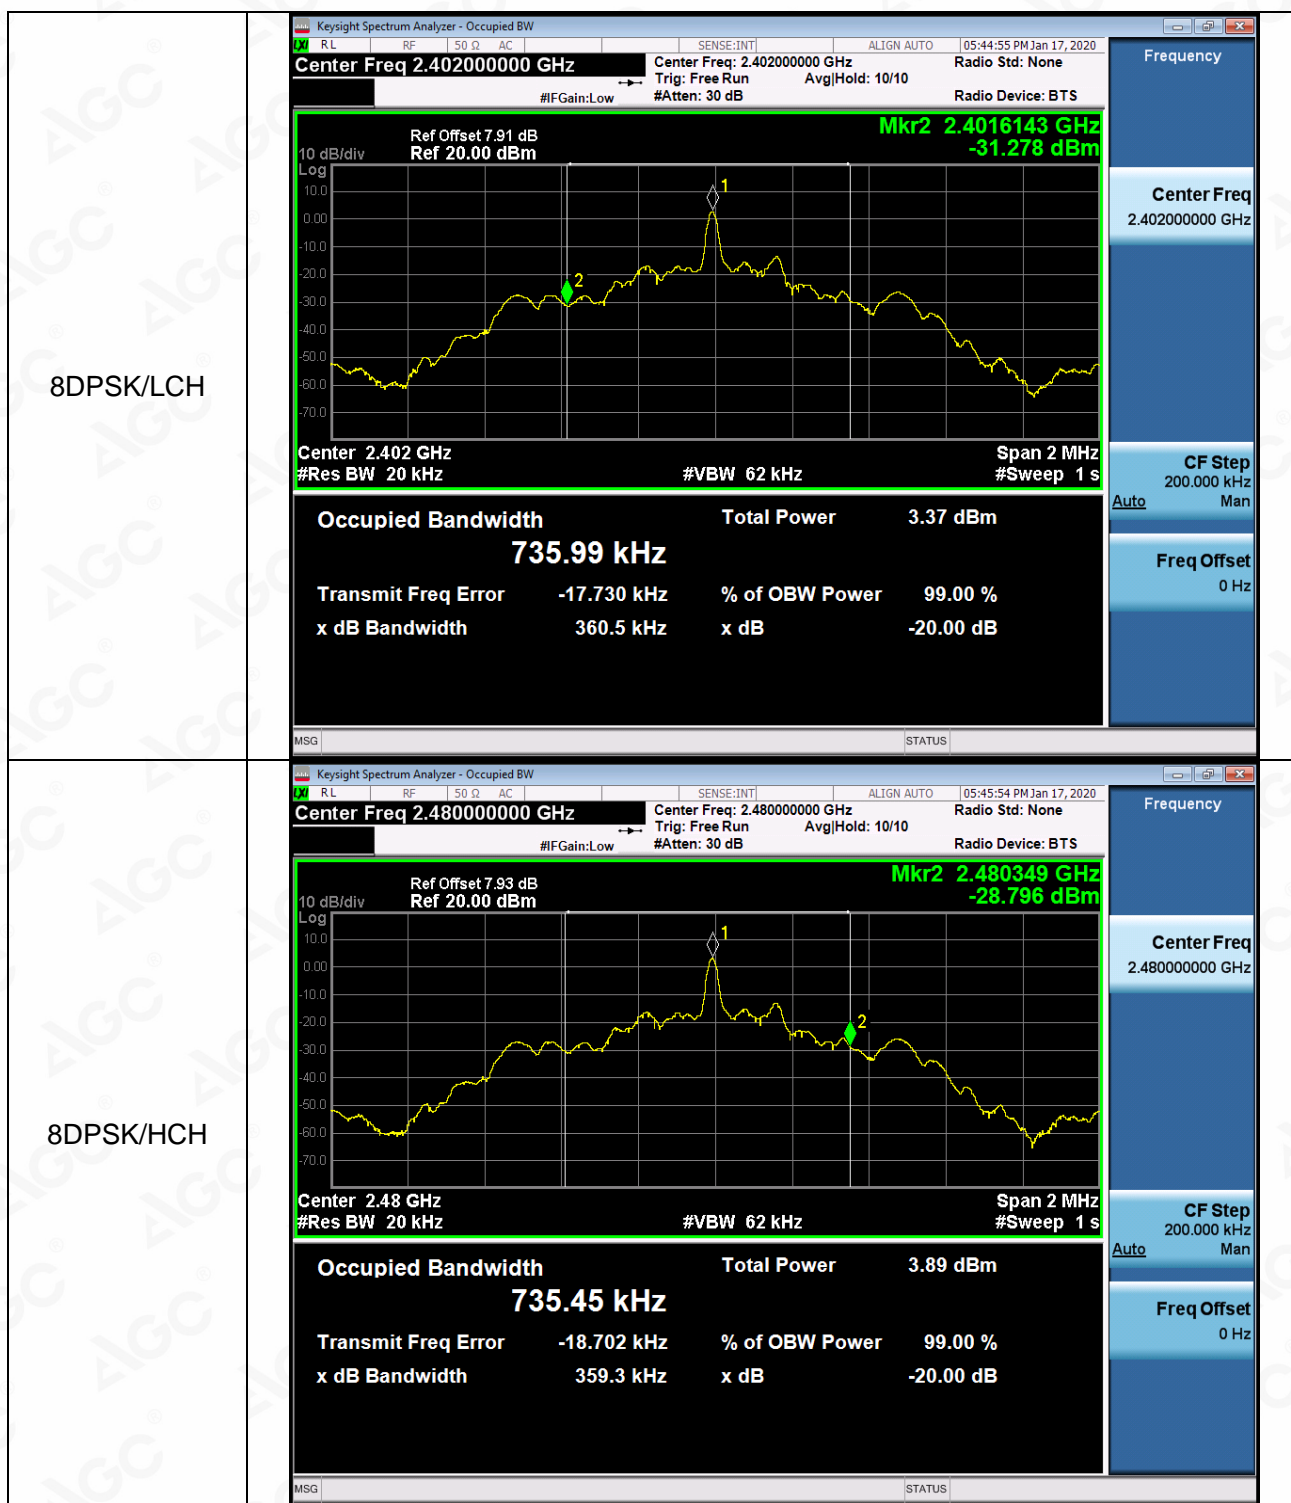 8DPSK/LCH
Keysight Spectrum Analyzer - Occupied BW
LXI RL RF 50 Ω AC SENSE:INT ALIGN AUTO 05:44:55 PM Jan 17, 2020
Center Freq 2.402000000 GHz
Center Freq: 2.402000000 GHz
Radio Std: None
Trig: Free Run Avg|Hold: 10/10
#IFGain:Low #Atten: 30 dB
Radio Device: BTS
Mkr2 2.4016143 GHz
-31.278 dBm
Ref Offset 7.91 dB
10 dB/div Ref 20.00 dBm
Log
10.0
0.00
-10.0
-20.0
-30.0
-40.0
-50.0
-60.0
-70.0
1
2
Center 2.402 GHz
Span 2 MHz
#Res BW 20 kHz #VBW 62 kHz #Sweep 1 s
Occupied Bandwidth Total Power 3.37 dBm
735.99 kHz
Transmit Freq Error -17.730 kHz % of OBW Power 99.00 %
x dB Bandwidth 360.5 kHz x dB -20.00 dB
MSG STATUS
Frequency
Center Freq
2.402000000 GHz
CF Step
200.000 kHz
Auto Man
Freq Offset
0 Hz
8DPSK/HCH
Keysight Spectrum Analyzer - Occupied BW
LXI RL RF 50 Ω AC SENSE:INT ALIGN AUTO 05:45:54 PM Jan 17, 2020
Center Freq 2.480000000 GHz
Center Freq: 2.480000000 GHz
Radio Std: None
Trig: Free Run Avg|Hold: 10/10
#IFGain:Low #Atten: 30 dB
Radio Device: BTS
Mkr2 2.480349 GHz
-28.796 dBm
Ref Offset 7.93 dB
10 dB/div Ref 20.00 dBm
Log
10.0
0.00
-10.0
-20.0
-30.0
-40.0
-50.0
-60.0
-70.0
1
2
Center 2.48 GHz
Span 2 MHz
#Res BW 20 kHz #VBW 62 kHz #Sweep 1 s
Occupied Bandwidth Total Power 3.89 dBm
735.45 kHz
Transmit Freq Error -18.702 kHz % of OBW Power 99.00 %
x dB Bandwidth 359.3 kHz x dB -20.00 dB
MSG STATUS
Frequency
Center Freq
2.480000000 GHz
CF Step
200.000 kHz
Auto Man
Freq Offset
0 Hz